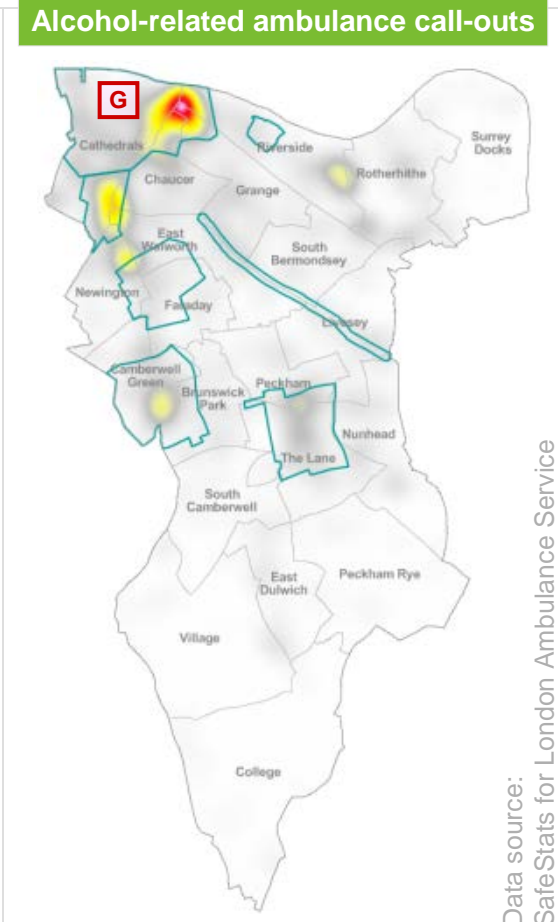 Alcohol-related ambulance call-outs
G
Cathedrals
Riverside
Surrey
Docks
Chaucer
Rotherhithe
Grange
East
Walworth
South
Bermondsey
Newington
Faraday
Livesey
Camberwell
Green
Brunswick
Park
Peckham
Nunhead
The Lane
South
Camberwell
East
Dulwich
Peckham Rye
Village
College
Data source:
SafeStats for London Ambulance Service